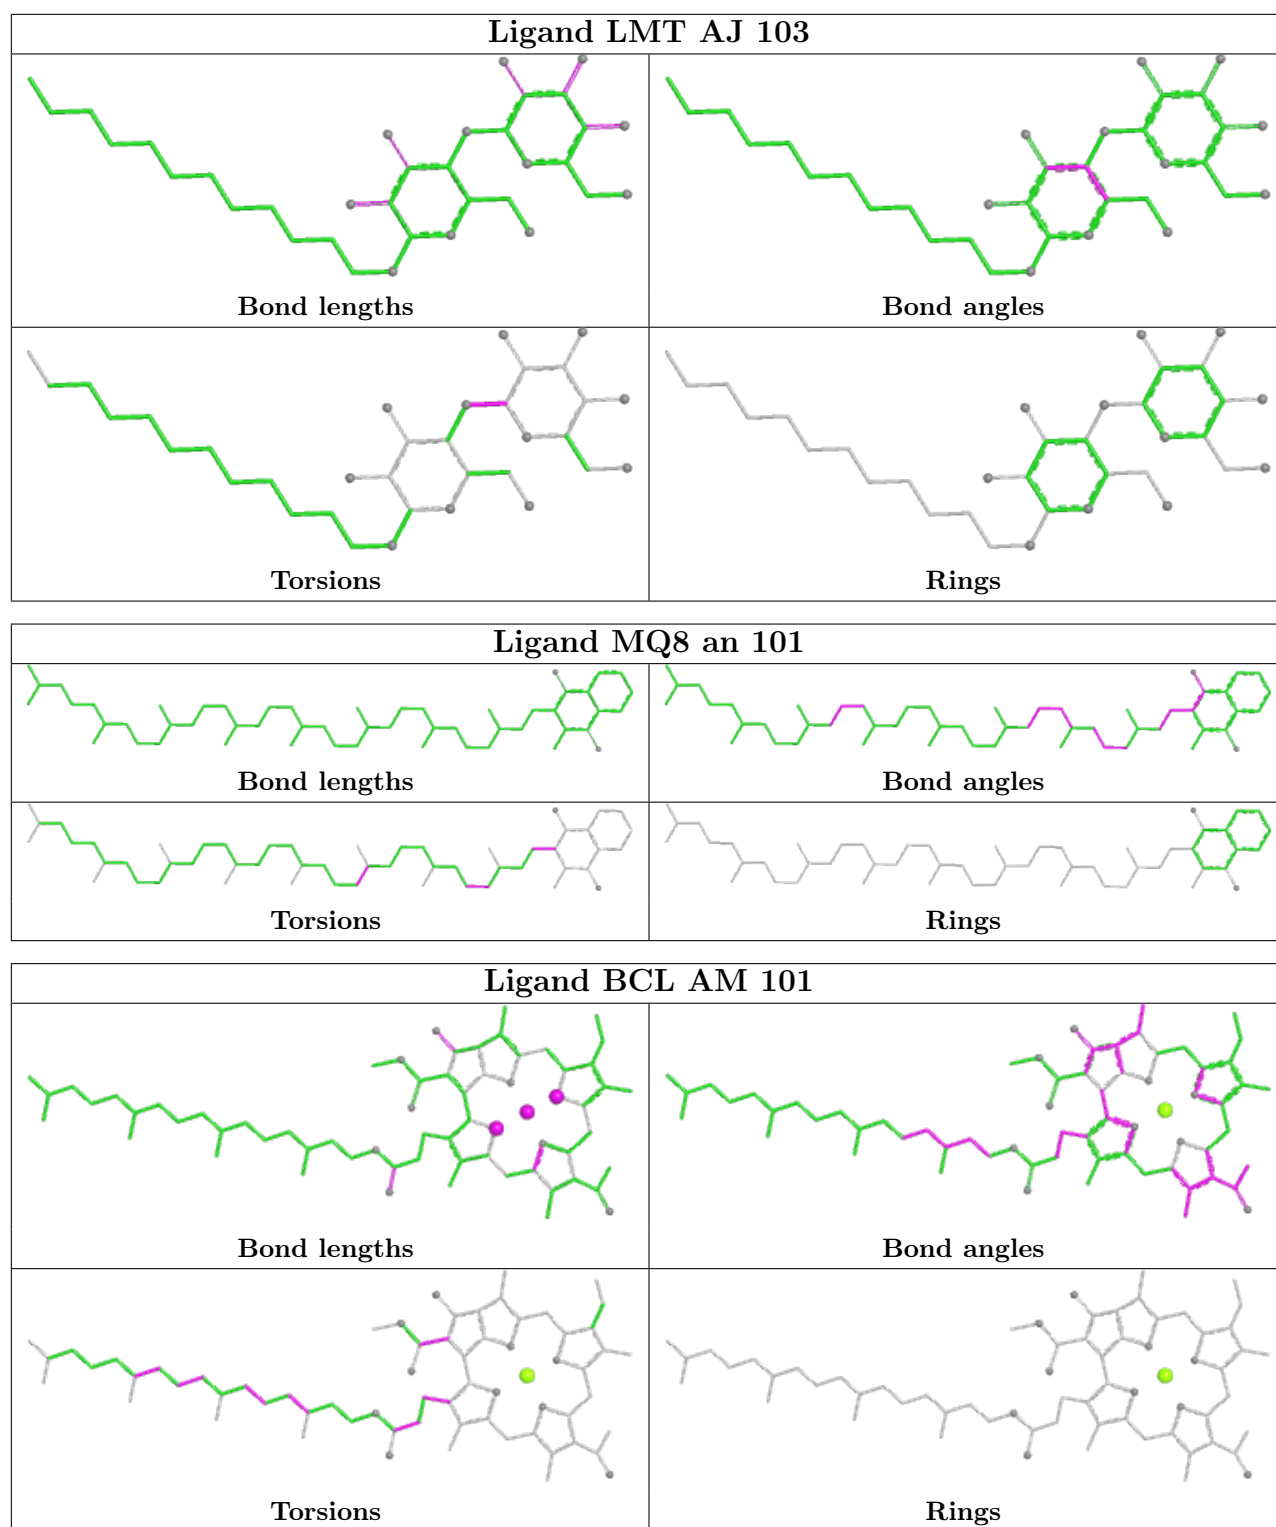 Ligand LMT AJ 103
Bond lengths
Bond angles
Torsions
Rings
Ligand MQ8 an 101
Bond lengths
Bond angles
Torsions
Rings
Ligand BCL AM 101
Bond lengths
Bond angles
Torsions
Rings